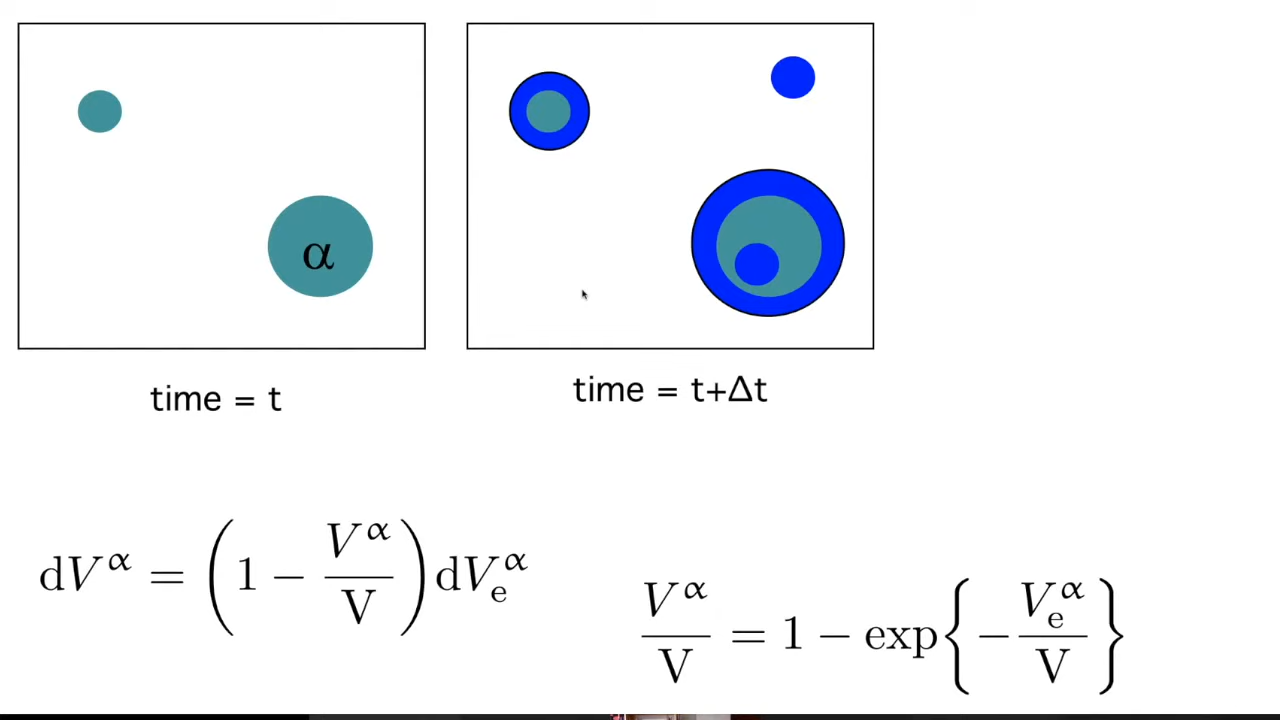 α
time = t
time = t+Δt
dV^α = (1 − V^α/V) dV_e^α
V^α/V = 1 − exp{−V_e^α/V}